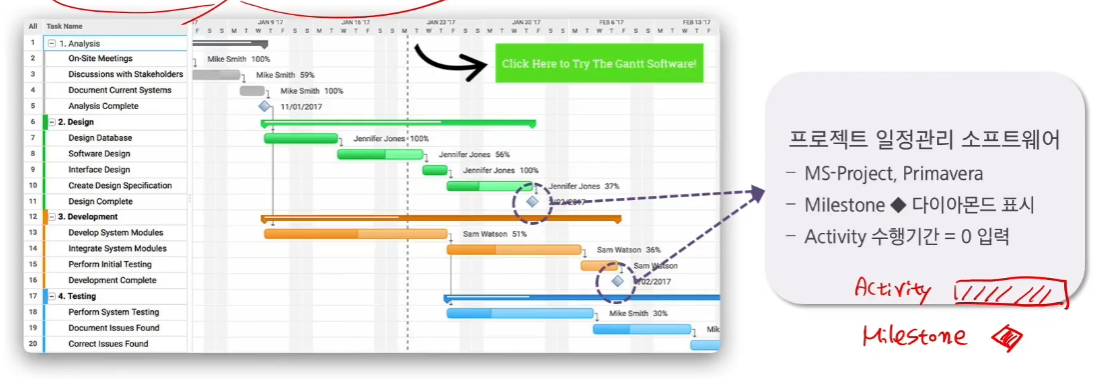 All Task Name
JAN 9 '17 JAN 16 '17 JAN 23 '17 JAN 30 '17 FEB 6 '17 FEB 13 '17
F S S M T W T F S S M T W T F S S M T W T F S S M T W T F S S M T W T F S S M T W T F
1 1. Analysis
2 On-Site Meetings Mike Smith 100%
3 Discussions with Stakeholders Mike Smith 59%
4 Document Current Systems Mike Smith 100%
5 Analysis Complete 11/01/2017
6 2. Design
7 Design Database Jennifer Jones 100%
8 Software Design Jennifer Jones 56%
9 Interface Design Jennifer Jones 100%
10 Create Design Specification Jennifer Jones 37%
11 Design Complete /02/2017
12 3. Development
13 Develop System Modules Sam Watson 51%
14 Integrate System Modules Sam Watson 36%
15 Perform Initial Testing Sam Watson
16 Development Complete /02/2017
17 4. Testing
18 Perform System Testing Mike Smith 30%
19 Document Issues Found Mik
20 Correct Issues Found
Click Here to Try The Gantt Software!
프로젝트 일정관리 소프트웨어
– MS-Project, Primavera
– Milestone ◆ 다이아몬드 표시
– Activity 수행기간 = 0 입력
Activity
Milestone